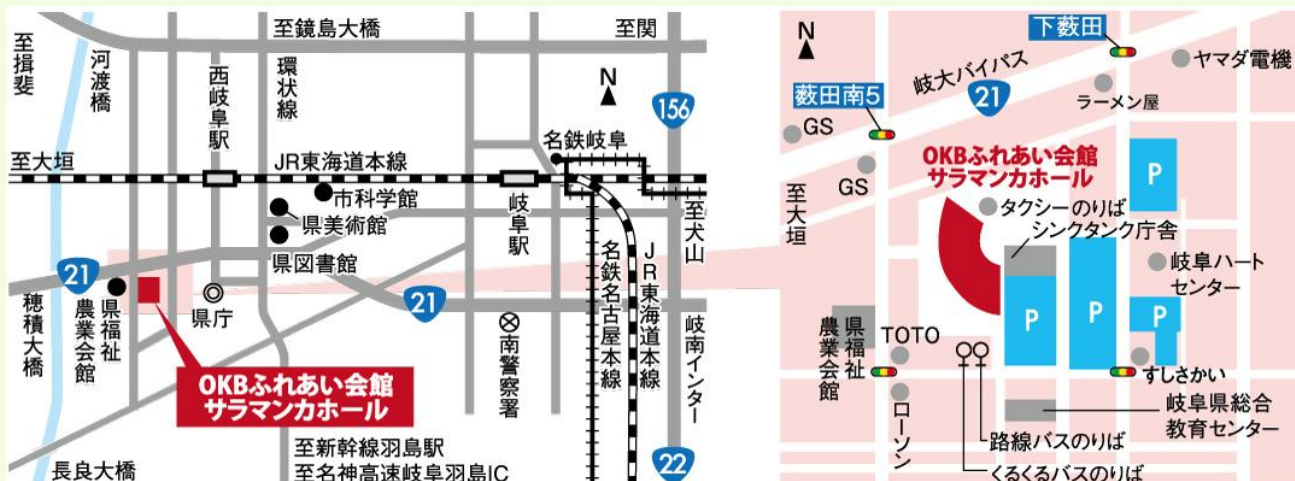 至鏡島大橋
至関
至揖斐
河渡橋
西岐阜駅
環状線
N
156
名鉄岐阜
至大垣
JR東海道本線
市科学館
県美術館
県図書館
岐阜駅
至犬山
21
穂積大橋
県福祉
農業会館
県庁
21
南警察署
名鉄名古屋本線
JR東海道本線
岐南インター
OKBふれあい会館
サラマンカホール
至新幹線羽島駅
至名神高速岐阜羽島IC
長良大橋
22
N
下薮田
岐大バイパス
21
ヤマダ電機
ラーメン屋
薮田南5
GS
GS
至大垣
OKBふれあい会館
サラマンカホール
P
タクシーのりば
シンクタンク庁舎
岐阜ハート
センター
P
P
P
県福祉
農業会館
TOTO
ローソン
すしさかい
岐阜県総合
教育センター
路線バスのりば
くるくるバスのりば